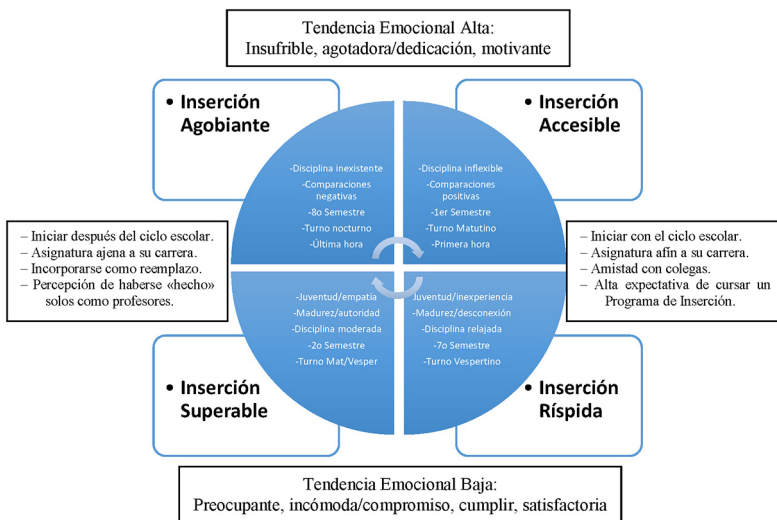 Tendencia Emocional Alta:
Insufrible, agotadora/dedicación, motivante
• Inserción
Agobiante
• Inserción
Accesible
-Disciplina inexistente
-Comparaciones
negativas
-8o Semestre
-Turno nocturno
-Última hora
-Disciplina inflexible
-Comparaciones
positivas
-1er Semestre
-Turno Matutino
-Primera hora
– Iniciar después del ciclo escolar.
– Asignatura ajena a su carrera.
– Incorporarse como reemplazo.
– Percepción de haberse «hecho»
solos como profesores.
– Iniciar con el ciclo escolar.
– Asignatura afín a su carrera.
– Amistad con colegas.
– Alta expectativa de cursar un
Programa de Inserción.
-Juventud/empatía
-Madurez/autoridad
-Disciplina moderada
-2o Semestre
-Turno Mat/Vesper
Juventud/inexperiencia
-Madurez/desconexión
-Disciplina relajada
-7o Semestre
-Turno Vespertino
• Inserción
Superable
• Inserción
Ríspida
Tendencia Emocional Baja:
Preocupante, incómoda/compromiso, cumplir, satisfactoria